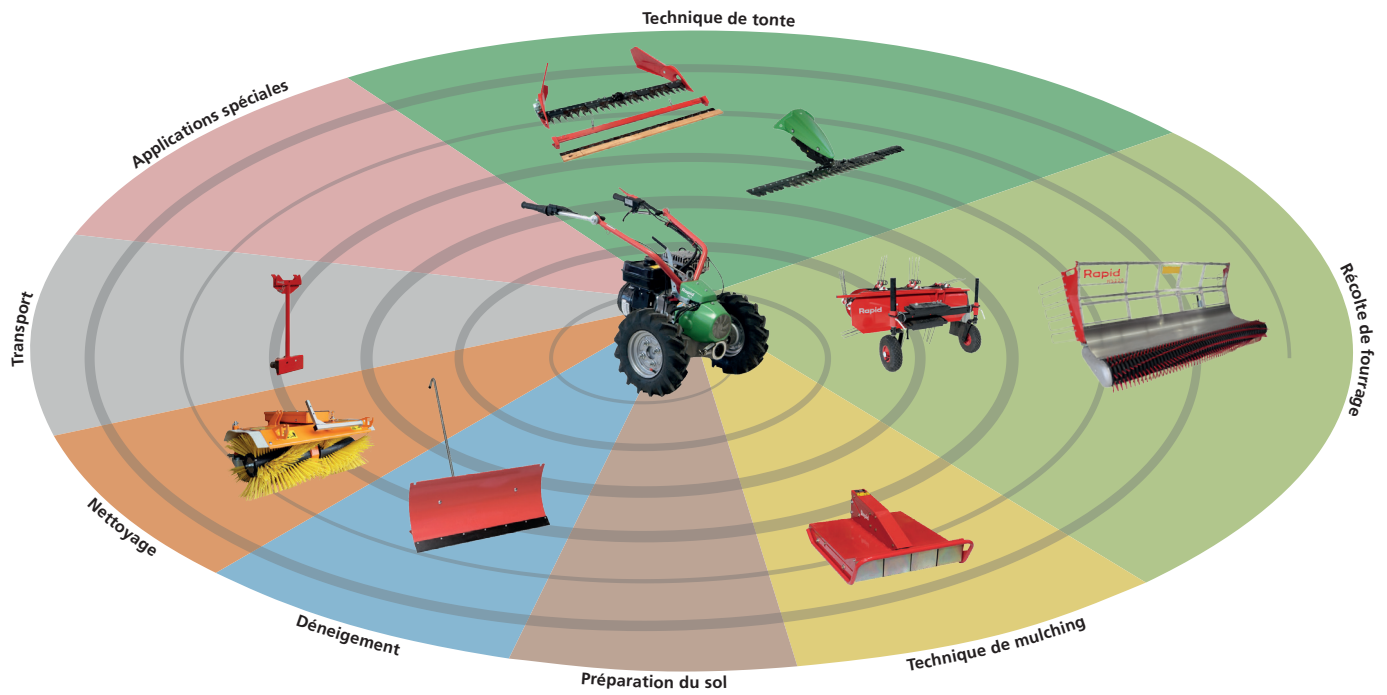 Technique de tonte
Applications spéciales
Récolte de fourrage
Transport
Rapid
Rapid
Nettoyage
Déneigement
Technique de mulching
Préparation du sol